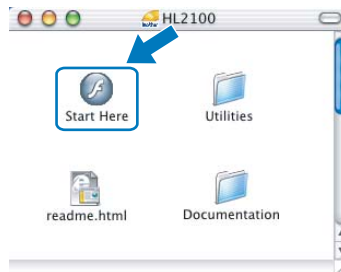 HL2100
Start Here
Utilities
readme.html
Documentation